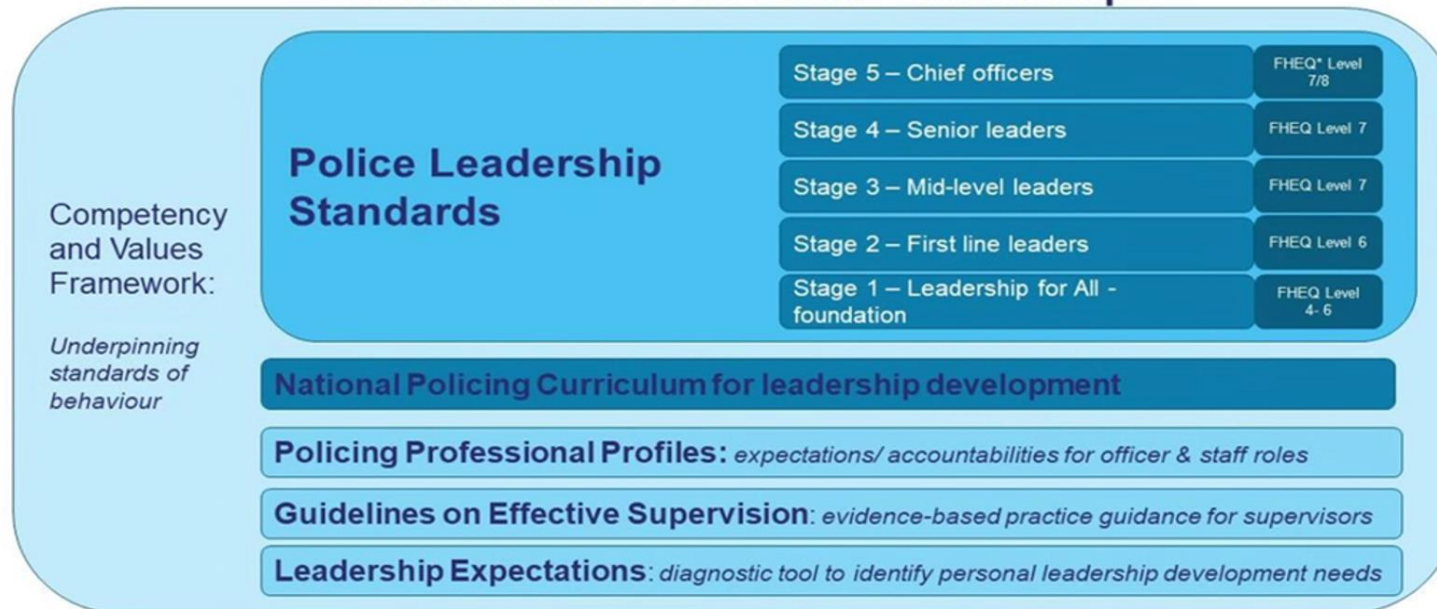 Competency
and Values
Framework:
Underpinning
standards of
behaviour
Police Leadership
Standards
Stage 5 – Chief officers
FHEQ* Level
7/8
Stage 4 – Senior leaders
FHEQ Level 7
Stage 3 – Mid-level leaders
FHEQ Level 7
Stage 2 – First line leaders
FHEQ Level 6
Stage 1 – Leadership for All -
foundation
FHEQ Level
4- 6
National Policing Curriculum for leadership development
Policing Professional Profiles: expectations/ accountabilities for officer & staff roles
Guidelines on Effective Supervision: evidence-based practice guidance for supervisors
Leadership Expectations: diagnostic tool to identify personal leadership development needs